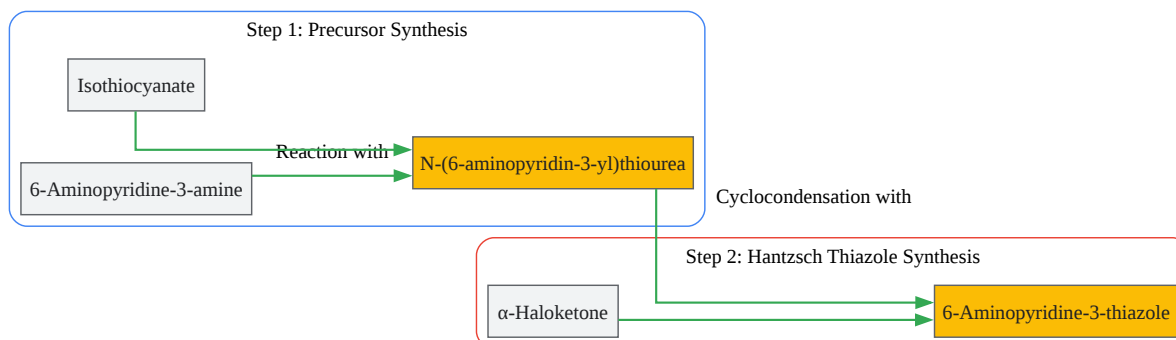 Step 1: Precursor Synthesis
Isothiocyanate
Reaction with
N-(6-aminopyridin-3-yl)thiourea
6-Aminopyridine-3-amine
Cyclocondensation with
Step 2: Hantzsch Thiazole Synthesis
α-Haloketone
6-Aminopyridine-3-thiazole